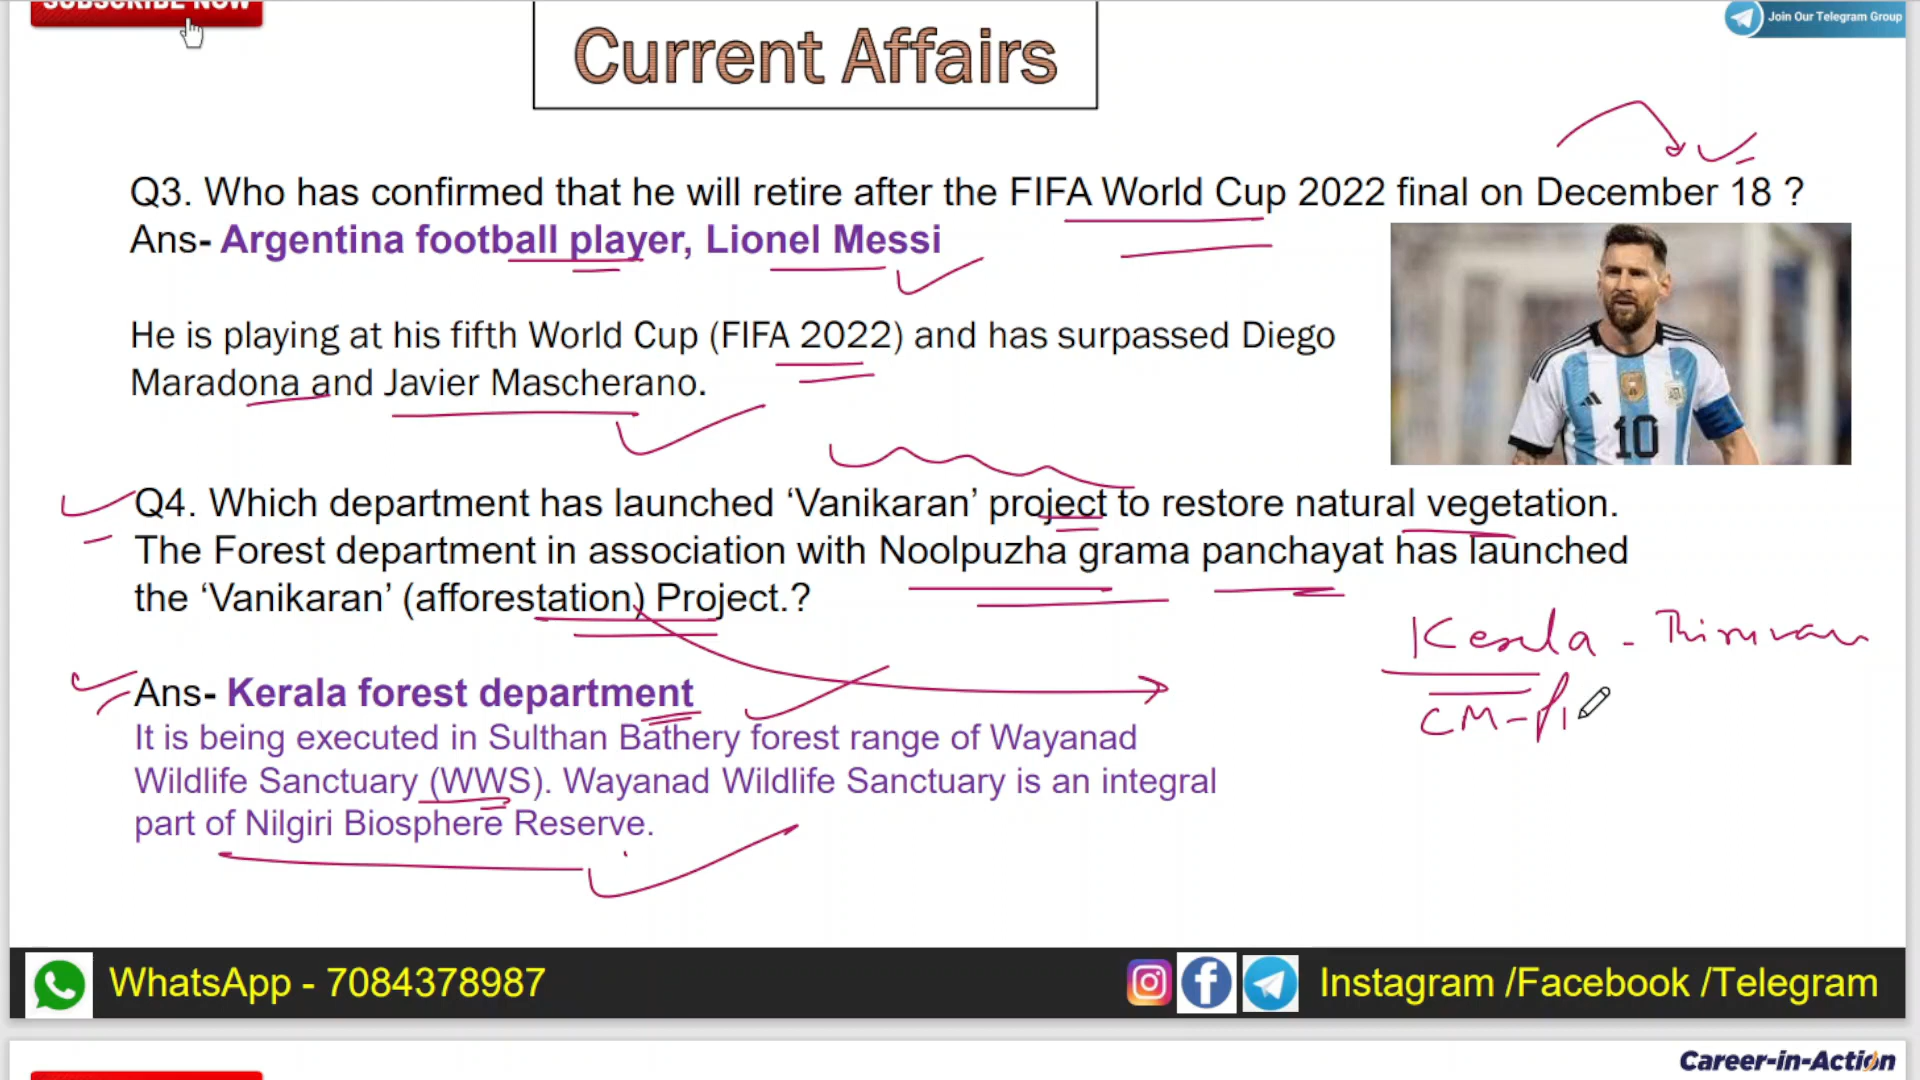 SUBSCRIBE NOW
Join Our Telegram Group
Current Affairs
Q3. Who has confirmed that he will retire after the FIFA World Cup 2022 final on December 18 ?
Ans- Argentina football player, Lionel Messi
He is playing at his fifth World Cup (FIFA 2022) and has surpassed Diego
Maradona and Javier Mascherano.
10
Q4. Which department has launched ‘Vanikaran’ project to restore natural vegetation.
The Forest department in association with Noolpuzha grama panchayat has launched
the ‘Vanikaran’ (afforestation) Project.?
Kerala -
Ans- Kerala forest department
CM - Pi
It is being executed in Sulthan Bathery forest range of Wayanad
Wildlife Sanctuary (WWS). Wayanad Wildlife Sanctuary is an integral
part of Nilgiri Biosphere Reserve.
WhatsApp - 7084378987
Instagram /Facebook /Telegram
Career-in-Action